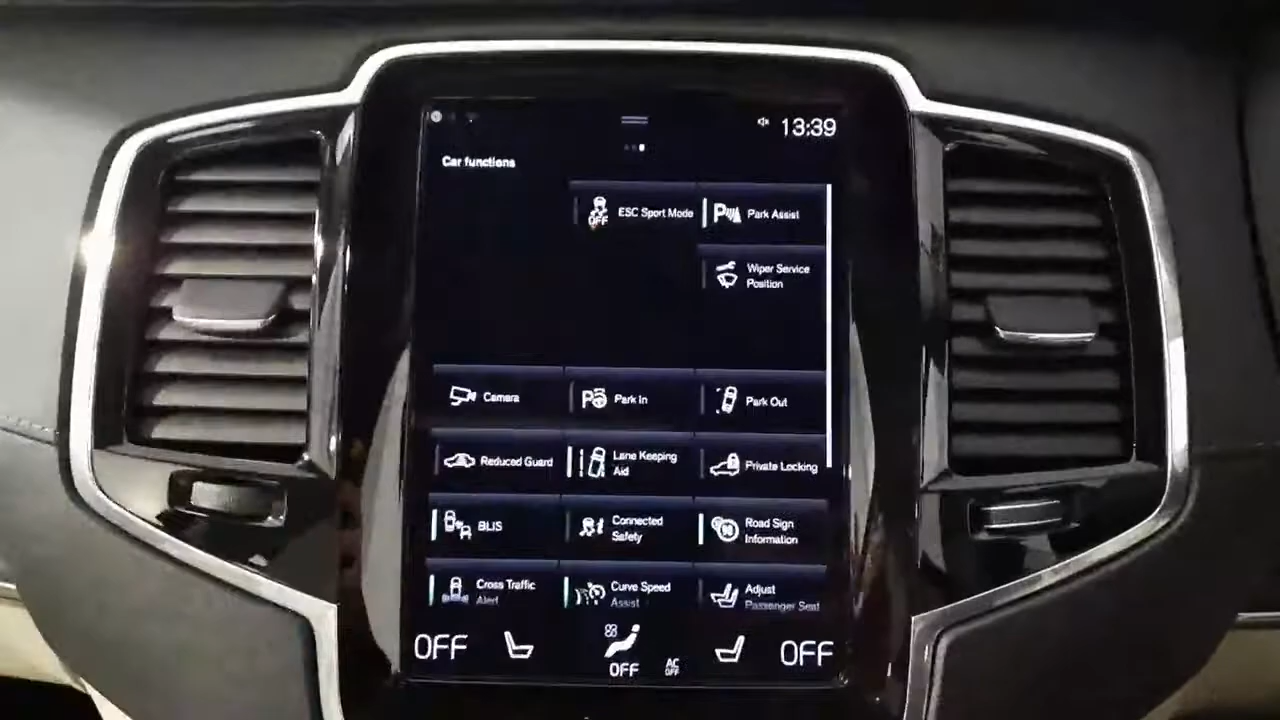 13:39
Car functions
OFF
ESC Sport Mode
P
Park Assist
Wiper Service
Position
Camera
P
Park In
Park Out
Reduced Guard
Lane Keeping
Aid
Private Locking
BLIS
Connected
Safety
90
Road Sign
Information
Cross Traffic
Alert
Curve Speed
Assist
Adjust
Passenger Seat
OFF
OFF
AC
OFF
OFF